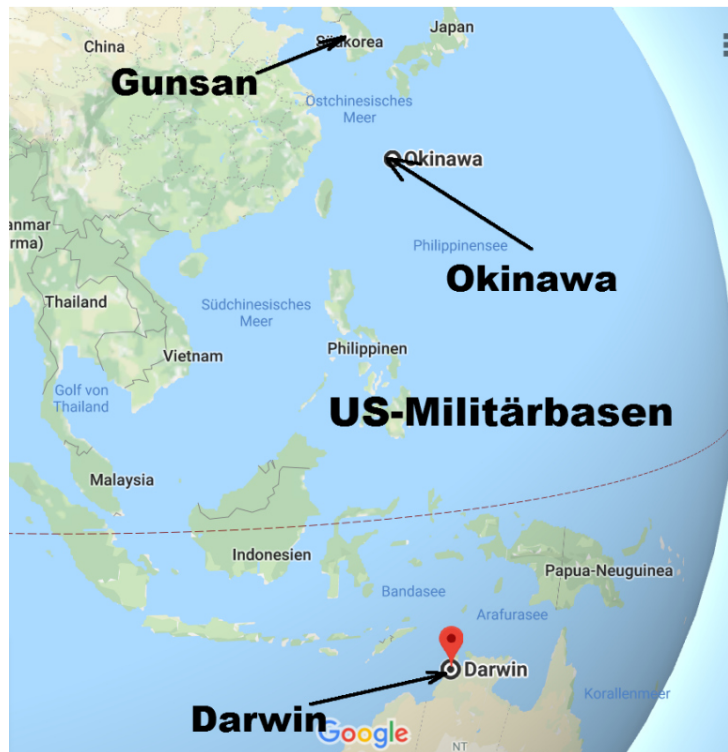 China
Japan
Südkorea
Gunsan
Ostchinesisches
Meer
Okinawa
anmar
rma)
Philippinensee
Okinawa
Thailand
Südchinesisches
Meer
Vietnam
Philippinen
Golf von
Thailand
US-Militärbasen
Malaysia
Indonesien
Papua-Neuguinea
Bandasee
Arafurasee
Darwin
Korallenmeer
Darwin
Google
NT